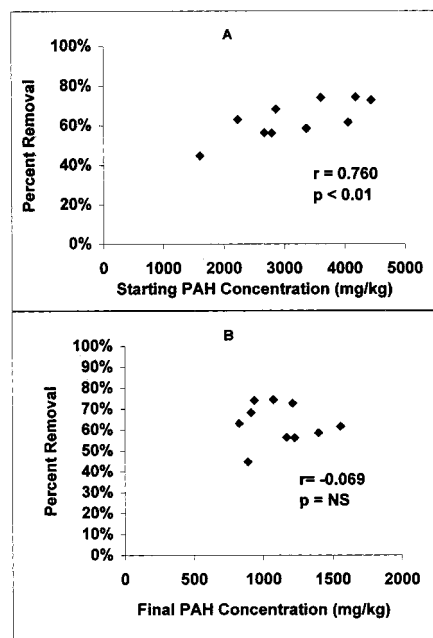 A
100%
80%
60%
40%
20%
0%
Percent Removal
r = 0.760
p < 0.01
0 1000 2000 3000 4000 5000
Starting PAH Concentration (mg/kg)
B
100%
90%
80%
70%
60%
50%
40%
30%
20%
10%
0%
Percent Removal
r= -0.069
p = NS
0 500 1000 1500 2000
Final PAH Concentration (mg/kg)